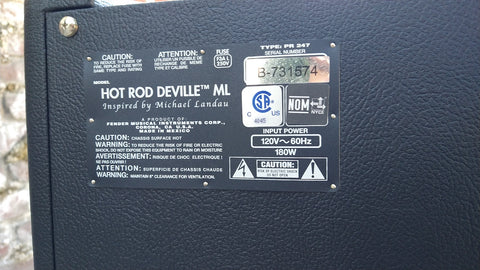 CAUTION:
TO REDUCE THE RISK OF
FIRE, REPLACE FUSE WITH
SAME TYPE AND RATING
ATTENTION:
UTILISER UN FUSIBLE DE
RECHANGE DE MÊME
TYPE ET CALIBRE
FUSE
F2A L
250V
TYPE: PR 247
SERIAL NUMBER
B-731574
MODEL
HOT ROD DEVILLE™ ML
Inspired by Michael Landau
A PRODUCT OF
FENDER MUSICAL INSTRUMENTS CORP.,
CORONA, CA U.S.A.
MADE IN MEXICO
C US
4045
NOM
NYCE
INPUT POWER
120V~60Hz
180W
CAUTION: CHASSIS SURFACE HOT
WARNING: TO REDUCE THE RISK OF FIRE OR ELECTRIC
SHOCK, DO NOT EXPOSE THIS EQUIPMENT TO RAIN OR MOISTURE
AVERTISSEMENT: RISQUE DE CHOC ELECTRIQUE !
NE PAS OUVRIR !
ATTENTION: SUPERFICIE DE CHASSIS CHAUDE
WARNING: MAINTAIN 6" CLEARANCE FOR VENTILATION.
CAUTION:
RISK OF ELECTRIC SHOCK
DO NOT OPEN